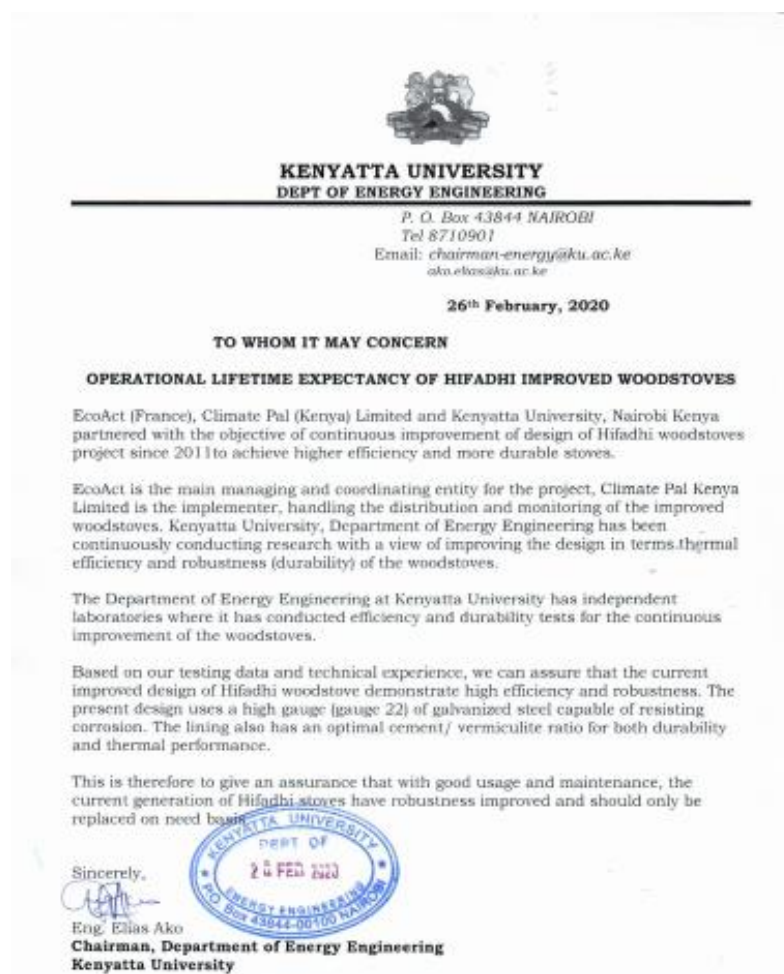 KENYATTA UNIVERSITY
DEPT OF ENERGY ENGINEERING
P. O. Box 43844 NAIROBI
Tel 8710901
Email: chairman-energy@ku.ac.ke
ako.elias@ku.ac.ke
26th February, 2020
TO WHOM IT MAY CONCERN
OPERATIONAL LIFETIME EXPECTANCY OF HIFADHI IMPROVED WOODSTOVES
EcoAct (France), Climate Pal (Kenya) Limited and Kenyatta University, Nairobi Kenya
partnered with the objective of continuous improvement of design of Hifadhi woodstoves
project since 2011to achieve higher efficiency and more durable stoves.
EcoAct is the main managing and coordinating entity for the project, Climate Pal Kenya
Limited is the implementer, handling the distribution and monitoring of the improved
woodstoves. Kenyatta University, Department of Energy Engineering has been
continuously conducting research with a view of improving the design in terms thermal
efficiency and robustness (durability) of the woodstoves.
The Department of Energy Engineering at Kenyatta University has independent
laboratories where it has conducted efficiency and durability tests for the continuous
improvement of the woodstoves.
Based on our testing data and technical experience, we can assure that the current
improved design of Hifadhi woodstove demonstrate high efficiency and robustness. The
present design uses a high gauge (gauge 22) of galvanized steel capable of resisting
corrosion. The lining also has an optimal cement/ vermiculite ratio for both durability
and thermal performance.
This is therefore to give an assurance that with good usage and maintenance, the
current generation of Hifadhi stoves have robustness improved and should only be
replaced on need basis.
KENYATTA UNIVERSITY
DEPT OF
FEB 2020
ENERGY ENGINEERING
P.O. Box 43844-00100 NAIROBI
Sincerely,
Eng. Elias Ako
Chairman, Department of Energy Engineering
Kenyatta University